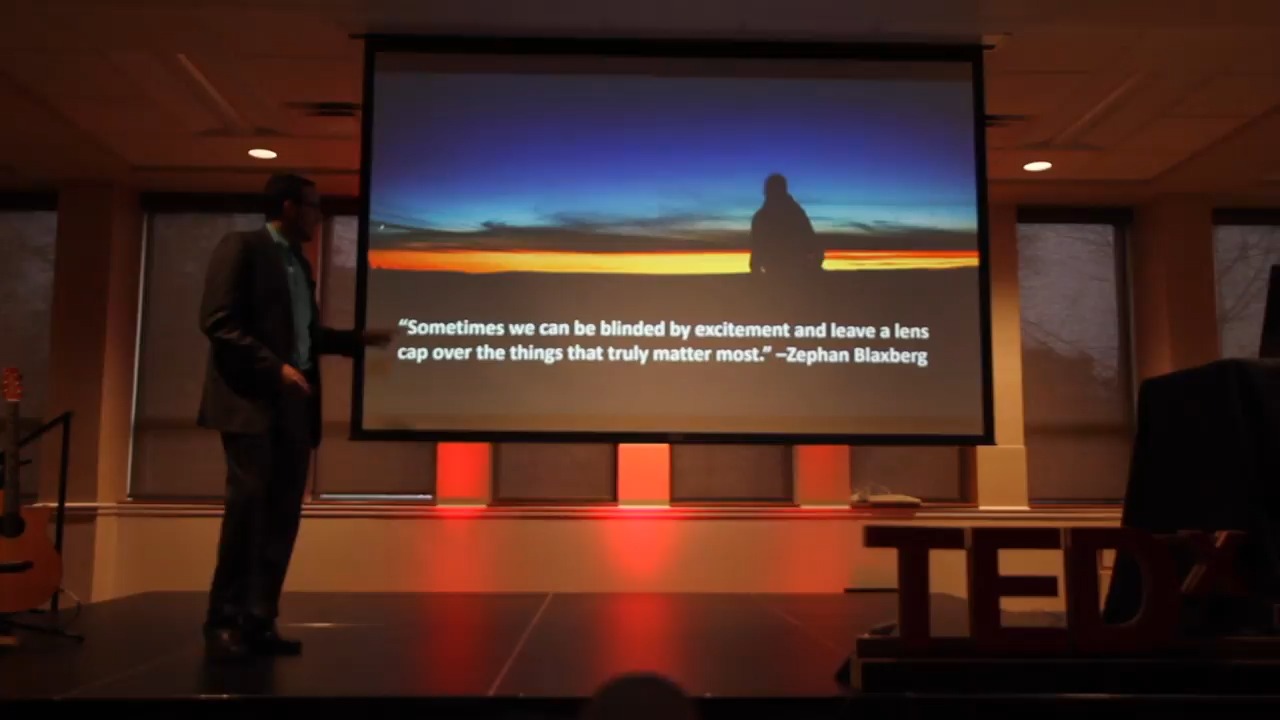 “Sometimes we can be blinded by excitement and leave a lens
cap over the things that truly matter most.” –Zephan Blaxberg
TEDx